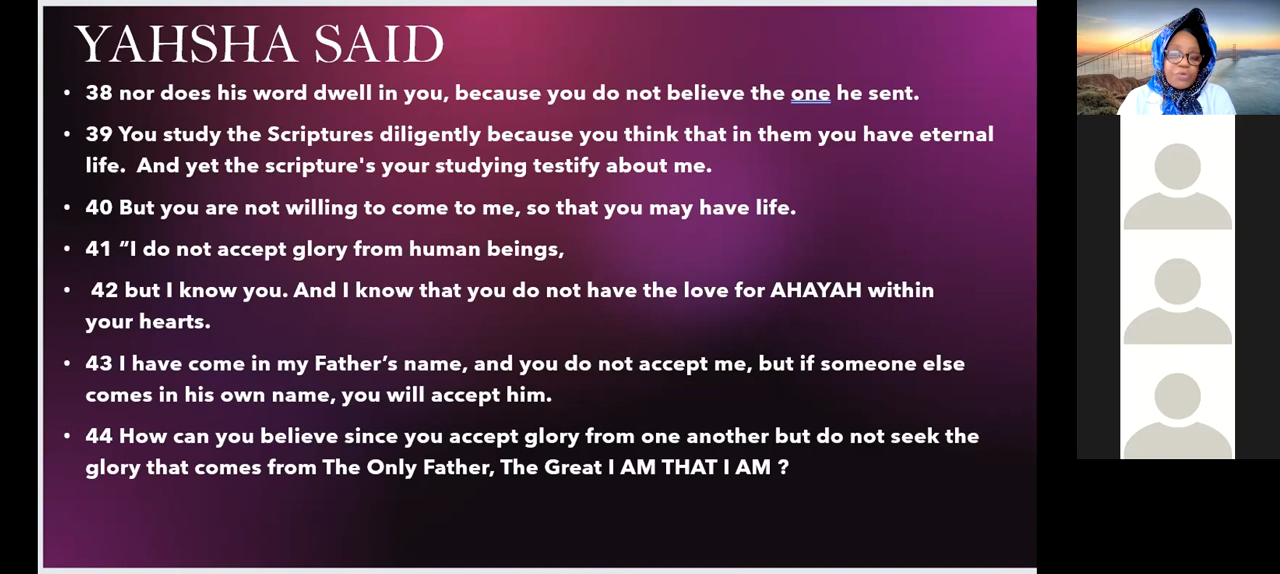 YAHSHA SAID
• 38 nor does his word dwell in you, because you do not believe the one he sent.
• 39 You study the Scriptures diligently because you think that in them you have eternal
life.  And yet the scripture's your studying testify about me.
• 40 But you are not willing to come to me, so that you may have life.
• 41 “I do not accept glory from human beings,
• 42 but I know you. And I know that you do not have the love for AHAYAH within
your hearts.
• 43 I have come in my Father’s name, and you do not accept me, but if someone else
comes in his own name, you will accept him.
• 44 How can you believe since you accept glory from one another but do not seek the
glory that comes from The Only Father, The Great I AM THAT I AM ?